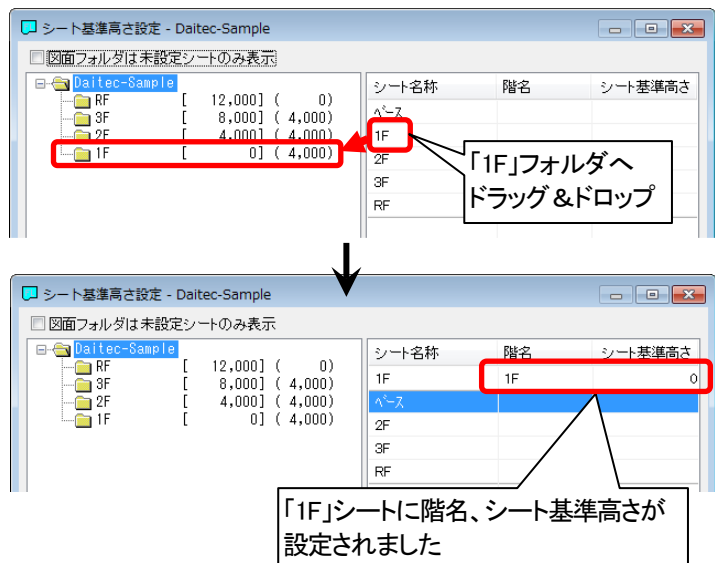 シート基準高さ設定 - Daitec-Sample
図面フォルダは未設定シートのみ表示
Daitec-Sample
RF [ 12,000] ( 0)
3F [ 8,000] ( 4,000)
2F [ 4,000] ( 4,000)
1F [ 0] ( 4,000)
シート名称 階名 シート基準高さ
ﾍﾞｰｽ
1F
2F
3F
RF
「1F」フォルダへ
ドラッグ&ドロップ
シート基準高さ設定 - Daitec-Sample
図面フォルダは未設定シートのみ表示
Daitec-Sample
RF [ 12,000] ( 0)
3F [ 8,000] ( 4,000)
2F [ 4,000] ( 4,000)
1F [ 0] ( 4,000)
シート名称 階名 シート基準高さ
1F 1F 0
ﾍﾞｰｽ
2F
3F
RF
「1F」シートに階名、シート基準高さが
設定されました